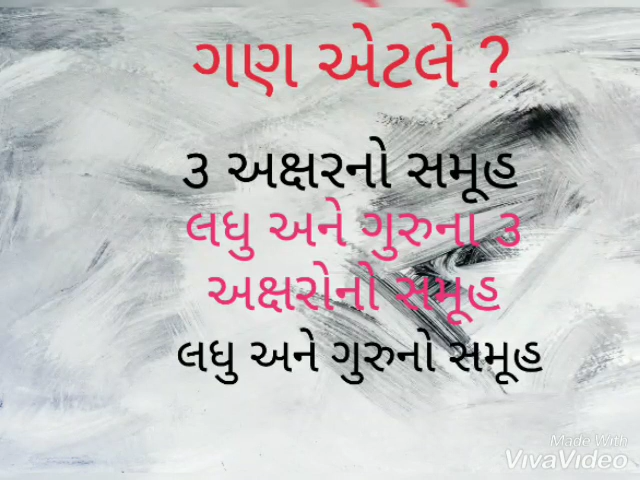 ગણ એટલે ?
૩ અક્ષરનો સમૂહ
લઘુ અને ગુરુના ૩
અક્ષરોનો સમૂહ
લઘુ અને ગુરુનો સમૂહ
Made With
VivaVideo